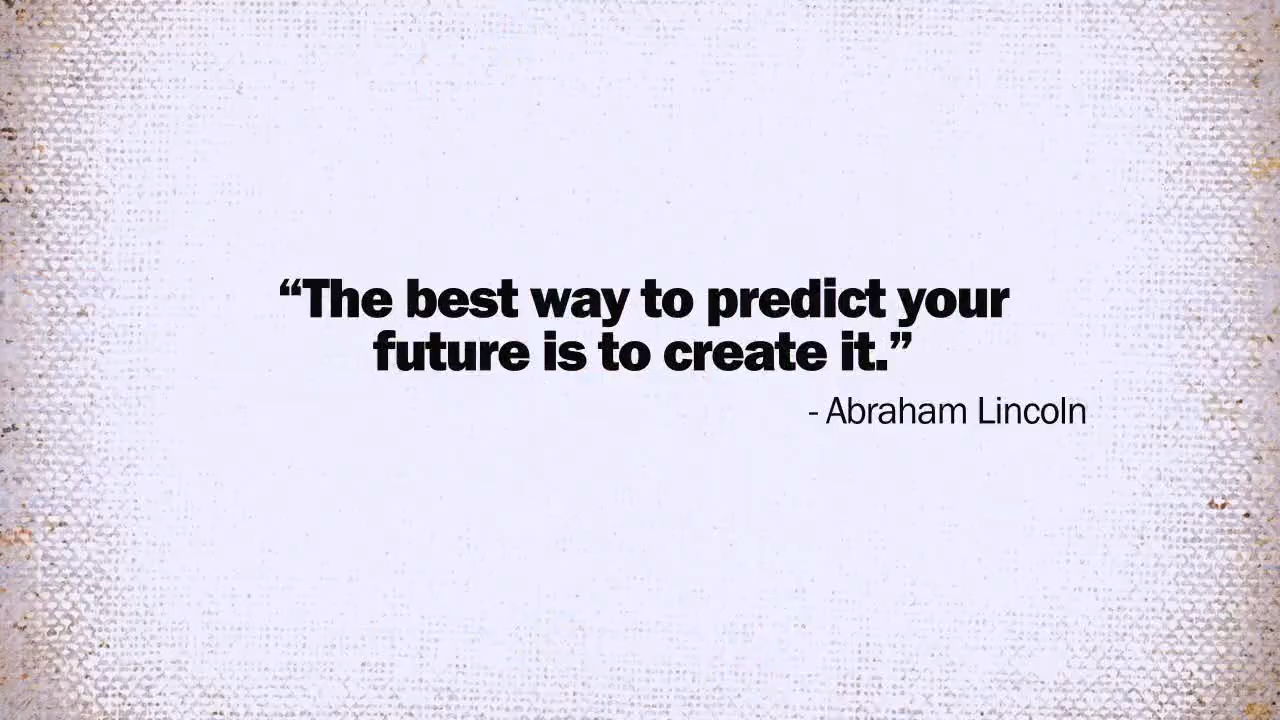 “The best way to predict your
future is to create it.”
- Abraham Lincoln